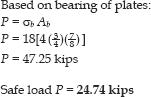 Based on bearing of plates:
P = σb Ab
P = 18[4(3/4)(7/8)]
P = 47.25 kips
Safe load P = 24.74 kips